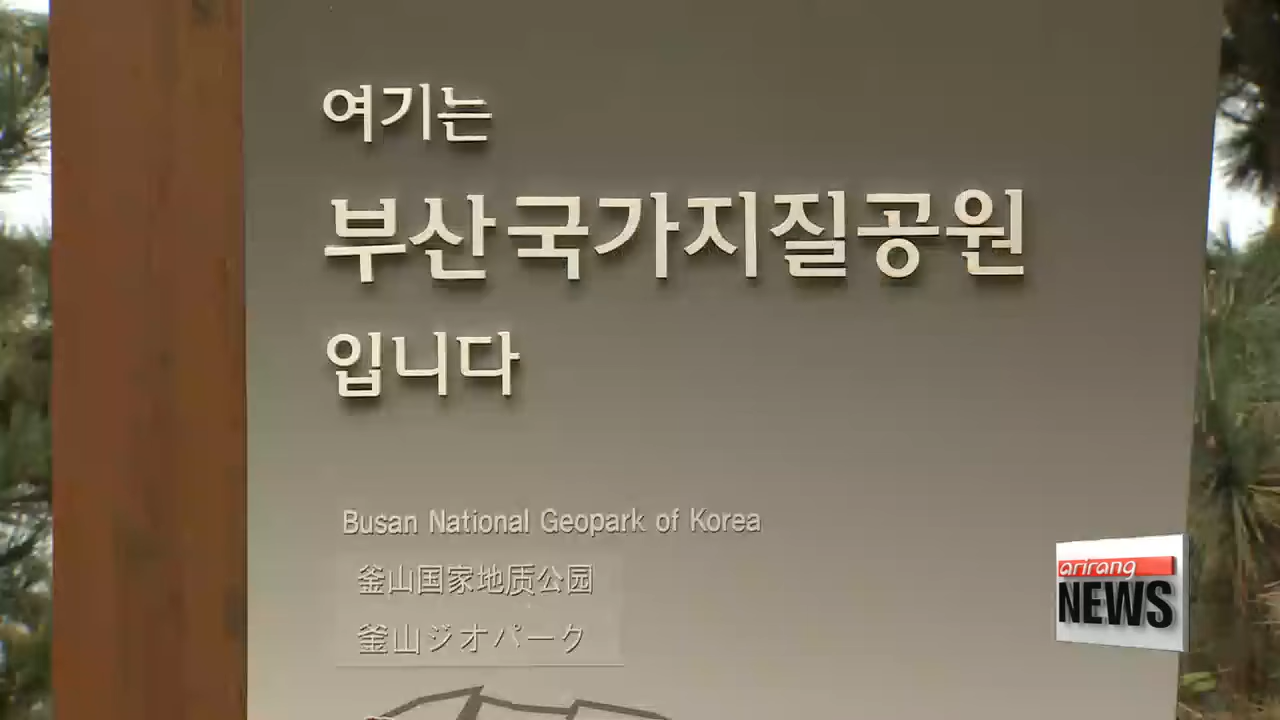 여기는
부산국가지질공원
입니다
Busan National Geopark of Korea
釜山国家地质公园
釜山ジオパーク
arirang
NEWS